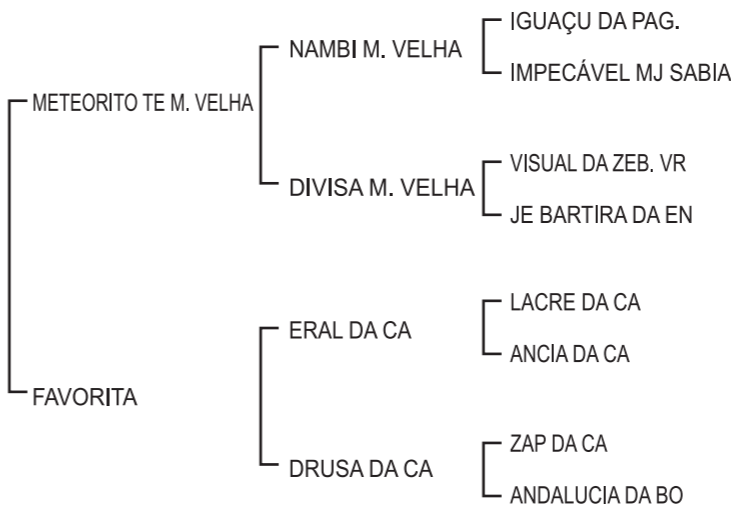 IGUAÇU DA PAG.
NAMBI M. VELHA
IMPECÁVEL MJ SABIA
METEORITO TE M. VELHA
VISUAL DA ZEB. VR
DIVISA M. VELHA
JE BARTIRA DA EN
LACRE DA CA
ERAL DA CA
ANCIA DA CA
FAVORITA
ZAP DA CA
DRUSA DA CA
ANDALUCIA DA BO